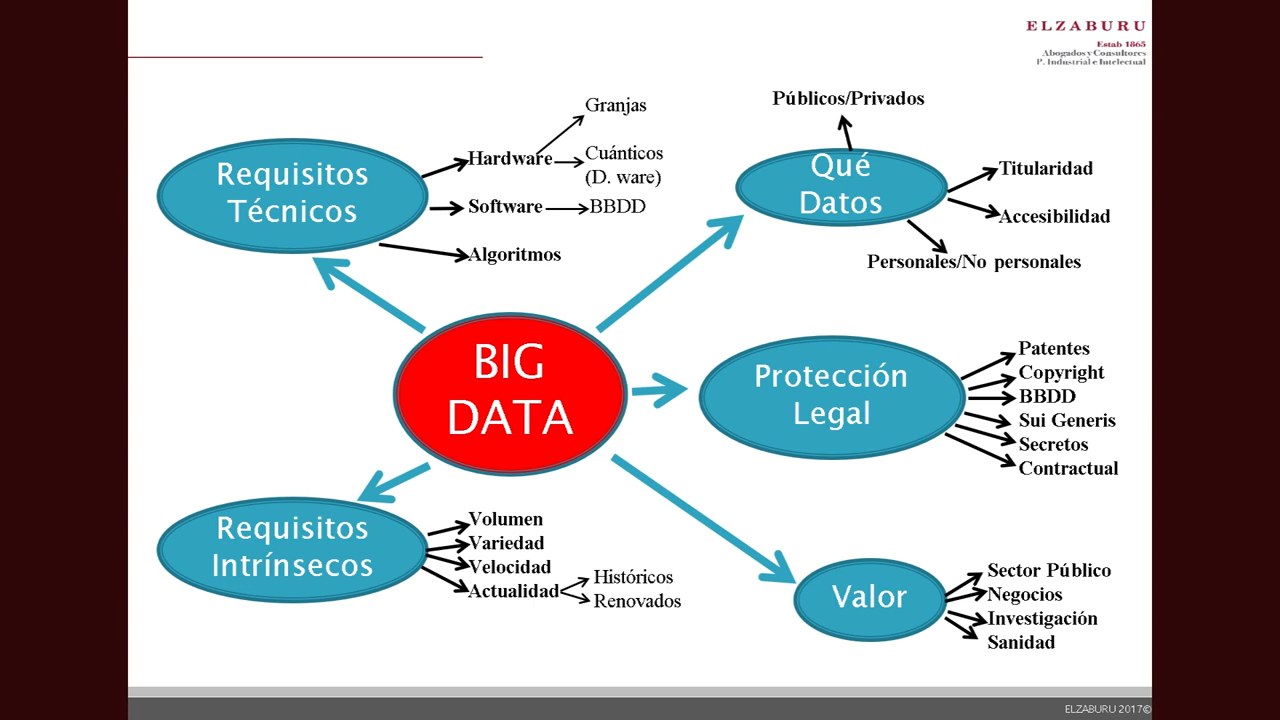 ELZABURU
Estab 1865
Abogados y Consultores
P. Industrial e Intelectual
Requisitos
Técnicos
Hardware
Granjas
Cuánticos
(D. ware)
Software
BBDD
Algoritmos
Públicos/Privados
Qué
Datos
Titularidad
Accesibilidad
Personales/No personales
BIG
DATA
Protección
Legal
Patentes
Copyright
BBDD
Sui Generis
Secretos
Contractual
Requisitos
Intrínsecos
Volumen
Variedad
Velocidad
Actualidad
Históricos
Renovados
Valor
Sector Público
Negocios
Investigación
Sanidad
ELZABURU 2017©